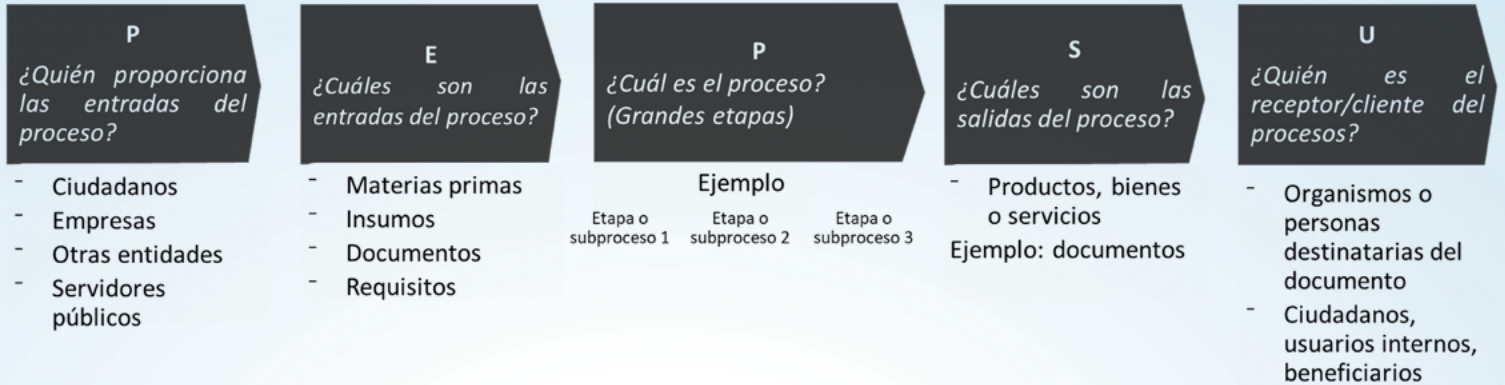 P
¿Quién proporciona
las entradas del
proceso?
- Ciudadanos
- Empresas
- Otras entidades
- Servidores
públicos
E
¿Cuáles son las
entradas del proceso?
- Materias primas
- Insumos
- Documentos
- Requisitos
P
¿Cuál es el proceso?
(Grandes etapas)
Ejemplo
Etapa o
subproceso 1
Etapa o
subproceso 2
Etapa o
subproceso 3
S
¿Cuáles son las
salidas del proceso?
- Productos, bienes
o servicios
Ejemplo: documentos
U
¿Quién es el
receptor/cliente del
procesos?
- Organismos o
personas
destinatarias del
documento
- Ciudadanos,
usuarios internos,
beneficiarios